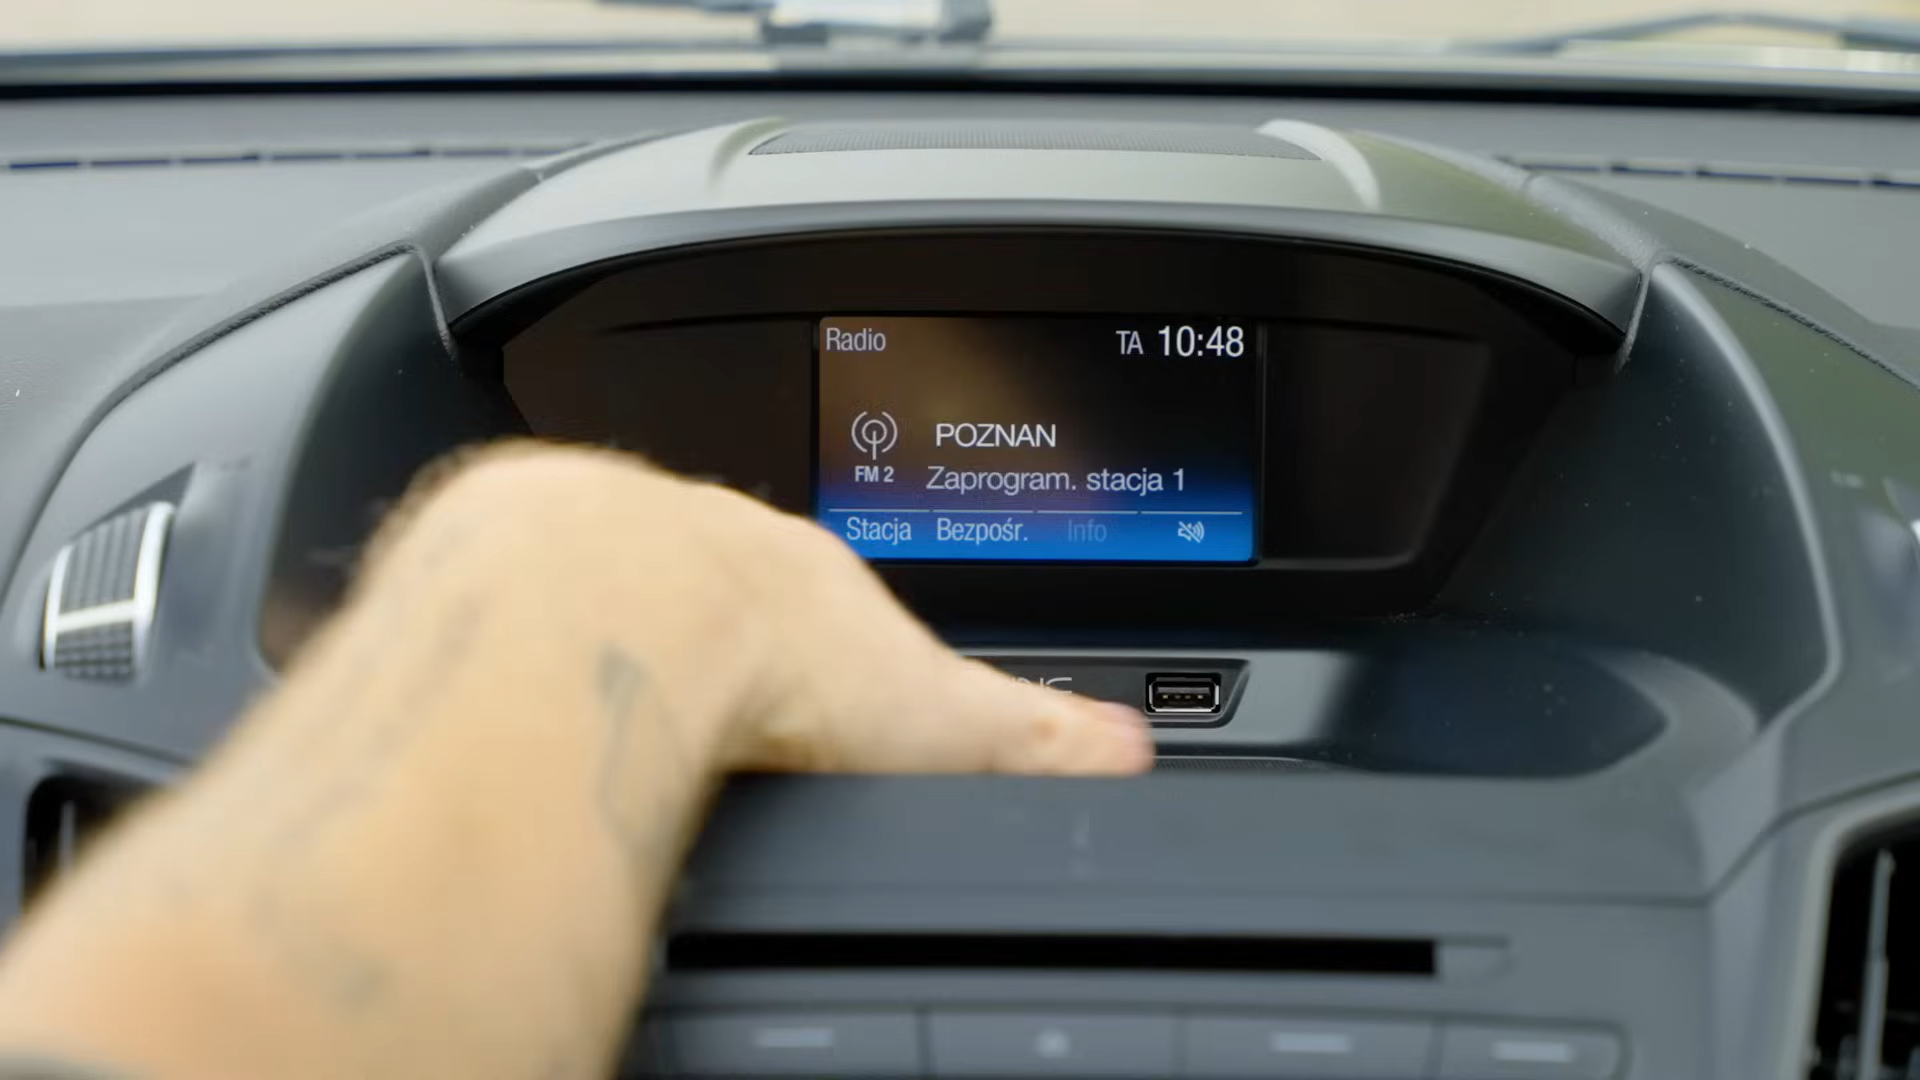 Radio
TA 10:48
POZNAN
FM 2
Zaprogram. stacja 1
Stacja Bezpośr. Info